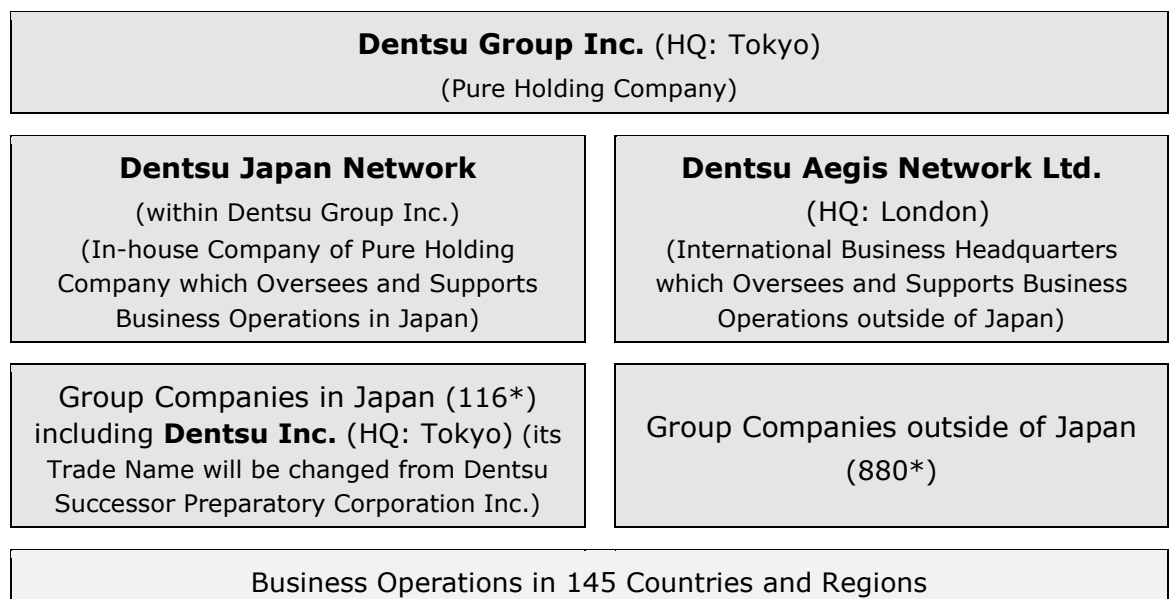 Dentsu Group Inc. (HQ: Tokyo)
(Pure Holding Company)
Dentsu Japan Network
(within Dentsu Group Inc.)
(In-house Company of Pure Holding
Company which Oversees and Supports
Business Operations in Japan)
Dentsu Aegis Network Ltd.
(HQ: London)
(International Business Headquarters
which Oversees and Supports Business
Operations outside of Japan)
Group Companies in Japan (116*)
including Dentsu Inc. (HQ: Tokyo) (its
Trade Name will be changed from Dentsu
Successor Preparatory Corporation Inc.)
Group Companies outside of Japan
(880*)
Business Operations in 145 Countries and Regions